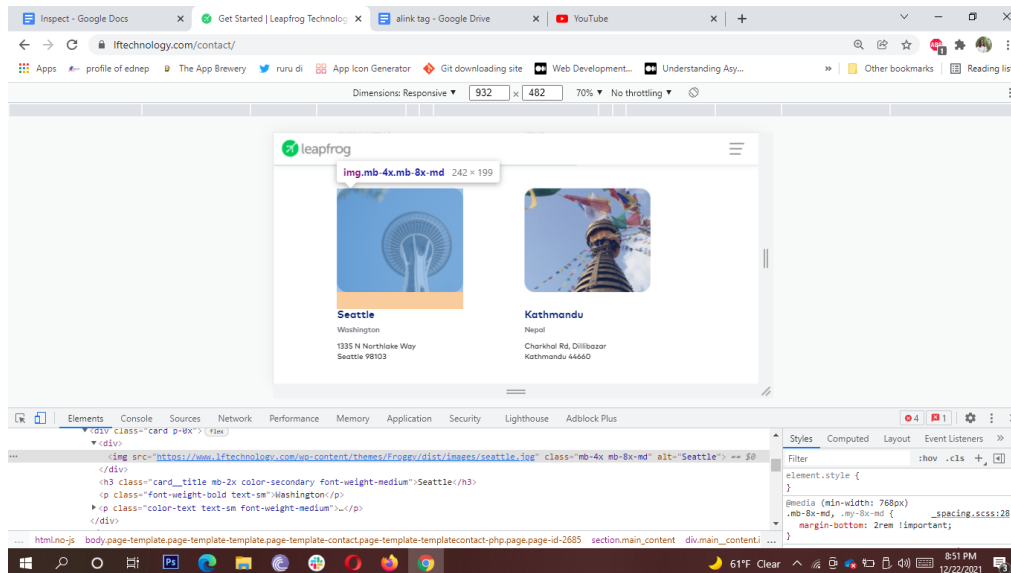 Inspect - Google Docs
Get Started | Leapfrog Technolog
alink tag - Google Drive
YouTube
lftechnology.com/contact/
Apps
profile of ednep
The App Brewery
ruru di
App Icon Generator
Git downloading site
Web Development...
Understanding Asy...
»
Other bookmarks
Reading lis
Dimensions: Responsive ▼ 932 × 482 70% ▼ No throttling ▼
leapfrog
img.mb-4x.mb-8x-md 242 × 199
Seattle
Washington
1335 N Northlake Way
Seattle 98103
Kathmandu
Nepal
Charkhal Rd, Dillibazar
Kathmandu 44660
Elements Console Sources Network Performance Memory Application Security Lighthouse Adblock Plus 4 1
▼<div class="card p-0x"> flex
▼<div>
... <img src="https://www.lftechnology.com/wp-content/themes/Froggy/dist/images/seattle.jpg" class="mb-4x mb-8x-md" alt="Seattle"> == $0
</div>
<h3 class="card__title mb-2x color-secondary font-weight-medium">Seattle</h3>
<p class="font-weight-bold text-sm">Washington</p>
▶<p class="color-text text-sm font-weight-medium">…</p>
</div>
... html.no-js body.page-template.page-template-template.page-template-contact.page-template-templatecontact-php.page.page-id-2685 section.main_content div.main__content.i ...
Styles Computed Layout Event Listeners »
Filter :hov .cls +
element.style {
}
@media (min-width: 768px)
.mb-8x-md, .my-8x-md { _spacing.scss:28
margin-bottom: 2rem !important;
}
Ps
61°F Clear
8:51 PM
12/22/2021
3